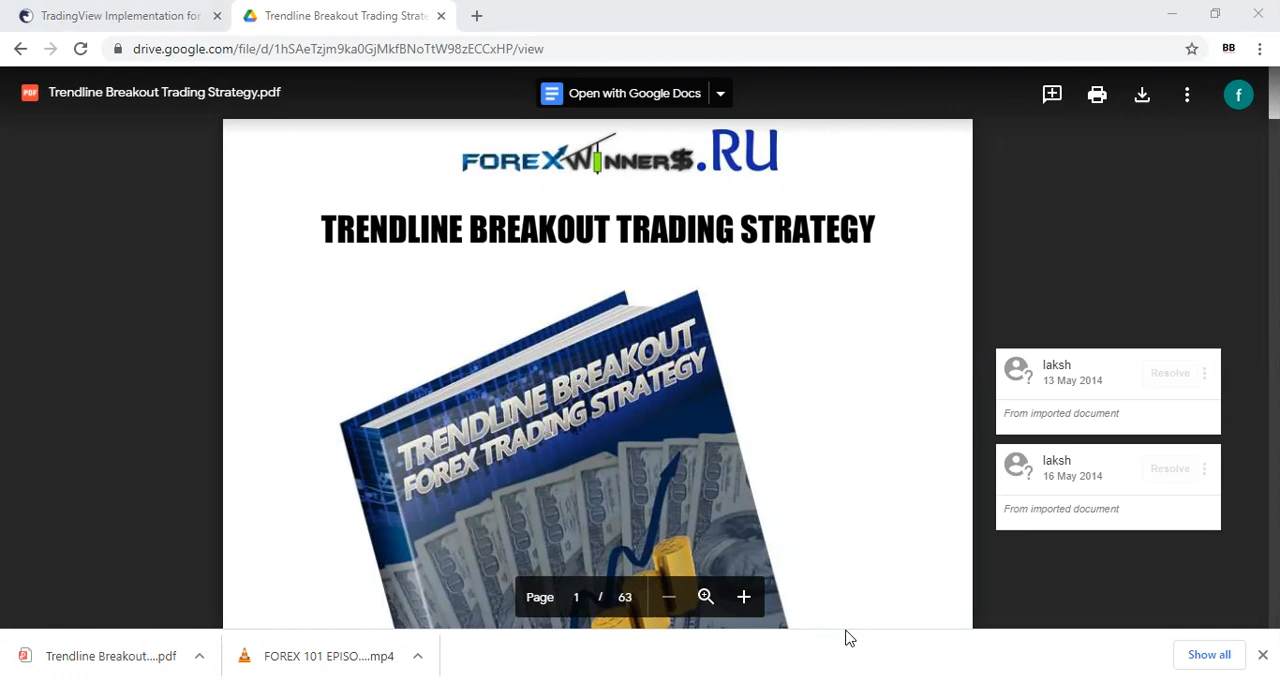 TradingView Implementation for
Trendline Breakout Trading Strate
drive.google.com/file/d/1hSAeTzjm9ka0GjMkfBNoTtW98zECCxHP/view
BB
PDF
Trendline Breakout Trading Strategy.pdf
Open with Google Docs
f
FOREXWINNER$.RU
TRENDLINE BREAKOUT TRADING STRATEGY
TRENDLINE BREAKOUT
FOREX TRADING STRATEGY
laksh
13 May 2014
Resolve
From imported document
laksh
16 May 2014
Resolve
From imported document
Page 1 / 63
Trendline Breakout....pdf
FOREX 101 EPISO....mp4
Show all